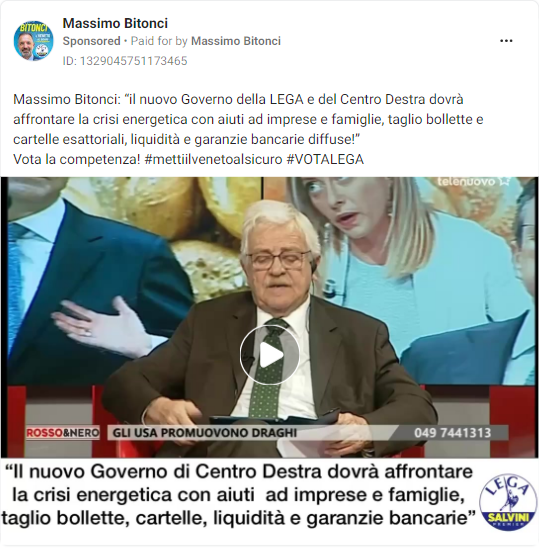 Massimo Bitonci
Sponsored • Paid for by Massimo Bitonci
ID: 1329045751173465
Massimo Bitonci: “il nuovo Governo della LEGA e del Centro Destra dovrà
affrontare la crisi energetica con aiuti ad imprese e famiglie, taglio bollette e
cartelle esattoriali, liquidità e garanzie bancarie diffuse!”
Vota la competenza! #mettiilvenetoalsicuro #VOTALEGA
telenuovo
ROSSO&NERO GLI USA PROMUOVONO DRAGHI 049 7441313
“Il nuovo Governo di Centro Destra dovrà affrontare
la crisi energetica con aiuti ad imprese e famiglie,
taglio bollette, cartelle, liquidità e garanzie bancarie”
LEGA
SALVINI
PREMIER
BITONCI